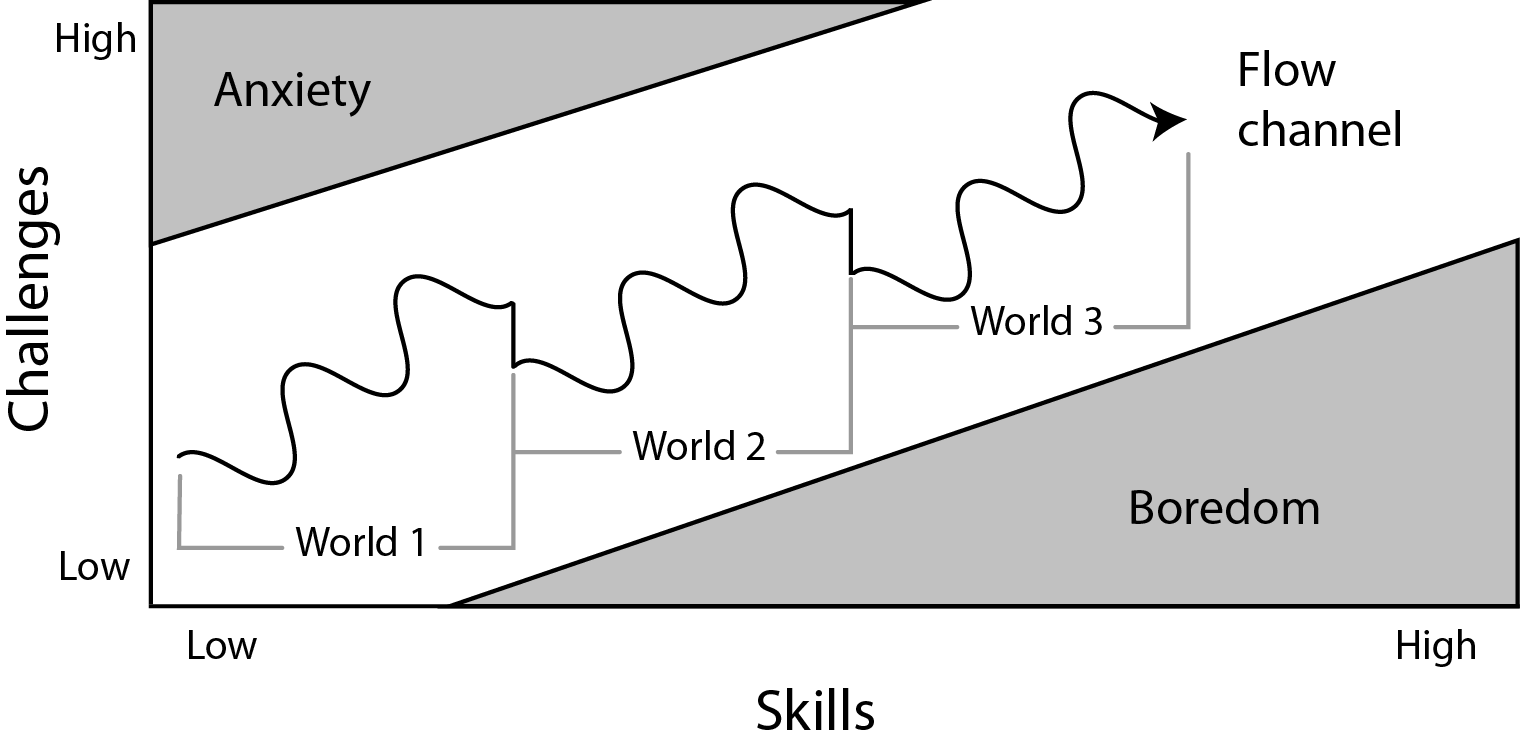 High
Anxiety
Flow
channel
Challenges
World 3
World 2
Boredom
World 1
Low
Low
High
Skills